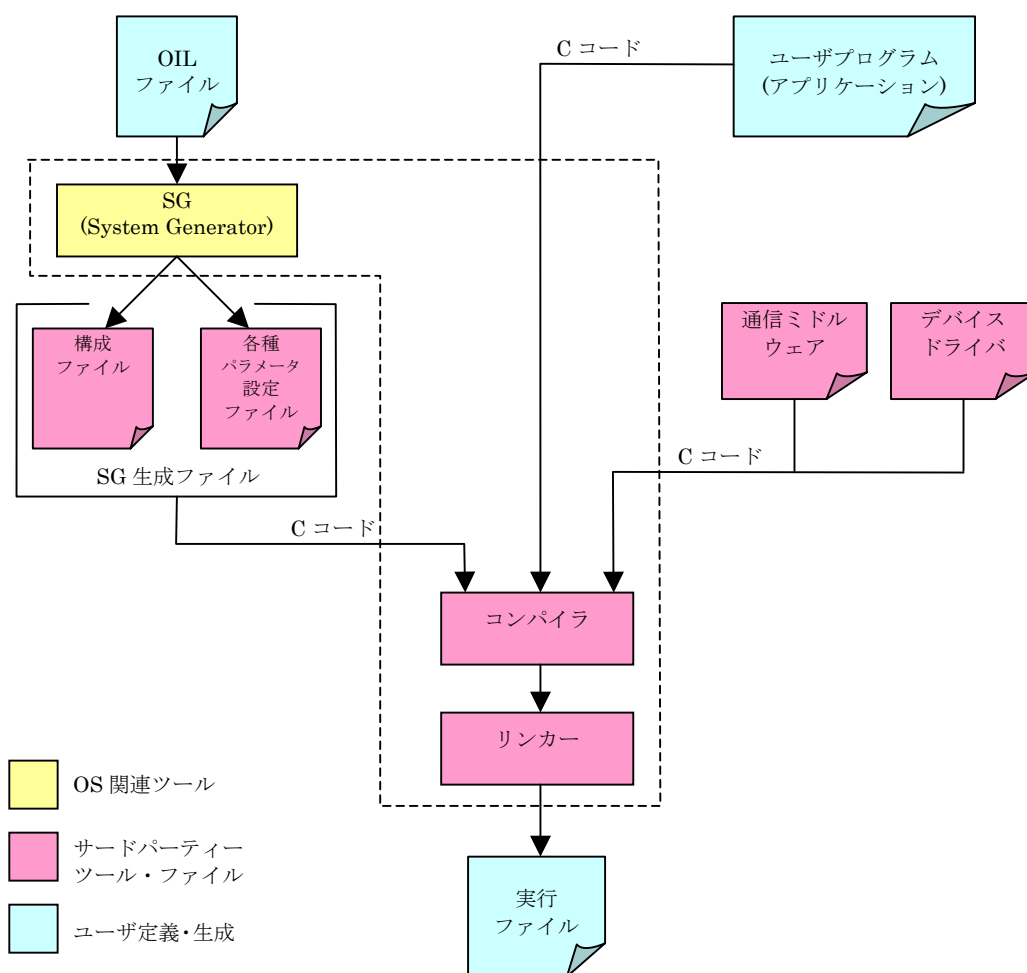 OIL
ファイル
C コード
ユーザプログラム
(アプリケーション)
SG
(System Generator)
構成
ファイル
各種
パラメータ
設定
ファイル
SG 生成ファイル
通信ミドル
ウェア
デバイス
ドライバ
C コード
C コード
コンパイラ
リンカー
OS 関連ツール
サードパーティー
ツール・ファイル
ユーザ定義・生成
実行
ファイル